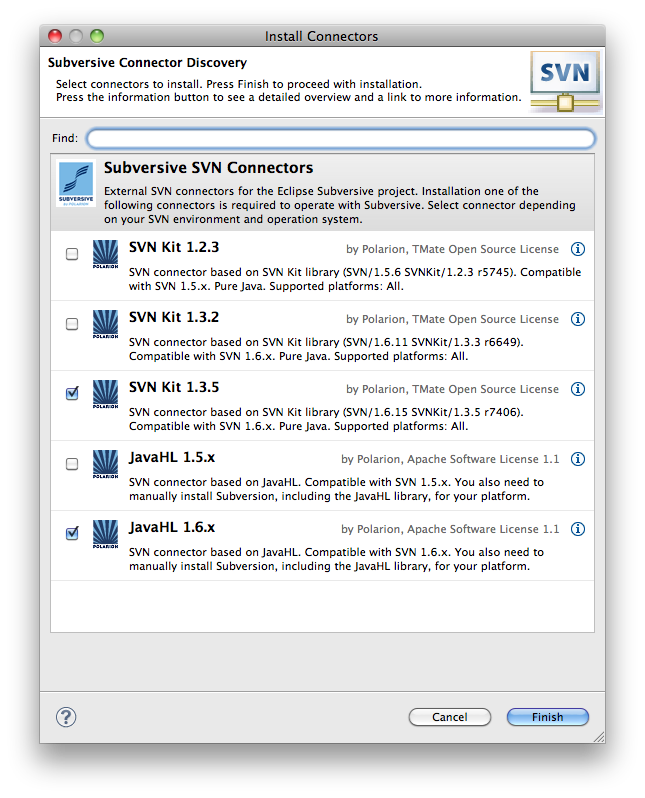 Install Connectors
Subversive Connector Discovery
Select connectors to install. Press Finish to proceed with installation.
Press the information button to see a detailed overview and a link to more information.
SVN
Find:
SUBVERSIVE
BY POLARION
Subversive SVN Connectors
External SVN connectors for the Eclipse Subversive project. Installation one of the
following connectors is required to operate with Subversive. Select connector depending
on your SVN environment and operation system.
POLARION
SVN Kit 1.2.3
by Polarion, TMate Open Source License
SVN connector based on SVN Kit library (SVN/1.5.6 SVNKit/1.2.3 r5745). Compatible
with SVN 1.5.x. Pure Java. Supported platforms: All.
POLARION
SVN Kit 1.3.2
by Polarion, TMate Open Source License
SVN connector based on SVN Kit library (SVN/1.6.11 SVNKit/1.3.3 r6649).
Compatible with SVN 1.6.x. Pure Java. Supported platforms: All.
POLARION
SVN Kit 1.3.5
by Polarion, TMate Open Source License
SVN connector based on SVN Kit library (SVN/1.6.15 SVNKit/1.3.5 r7406).
Compatible with SVN 1.6.x. Pure Java. Supported platforms: All.
POLARION
JavaHL 1.5.x
by Polarion, Apache Software License 1.1
SVN connector based on JavaHL. Compatible with SVN 1.5.x. You also need to
manually install Subversion, including the JavaHL library, for your platform.
POLARION
JavaHL 1.6.x
by Polarion, Apache Software License 1.1
SVN connector based on JavaHL. Compatible with SVN 1.6.x. You also need to
manually install Subversion, including the JavaHL library, for your platform.
?
Cancel
Finish